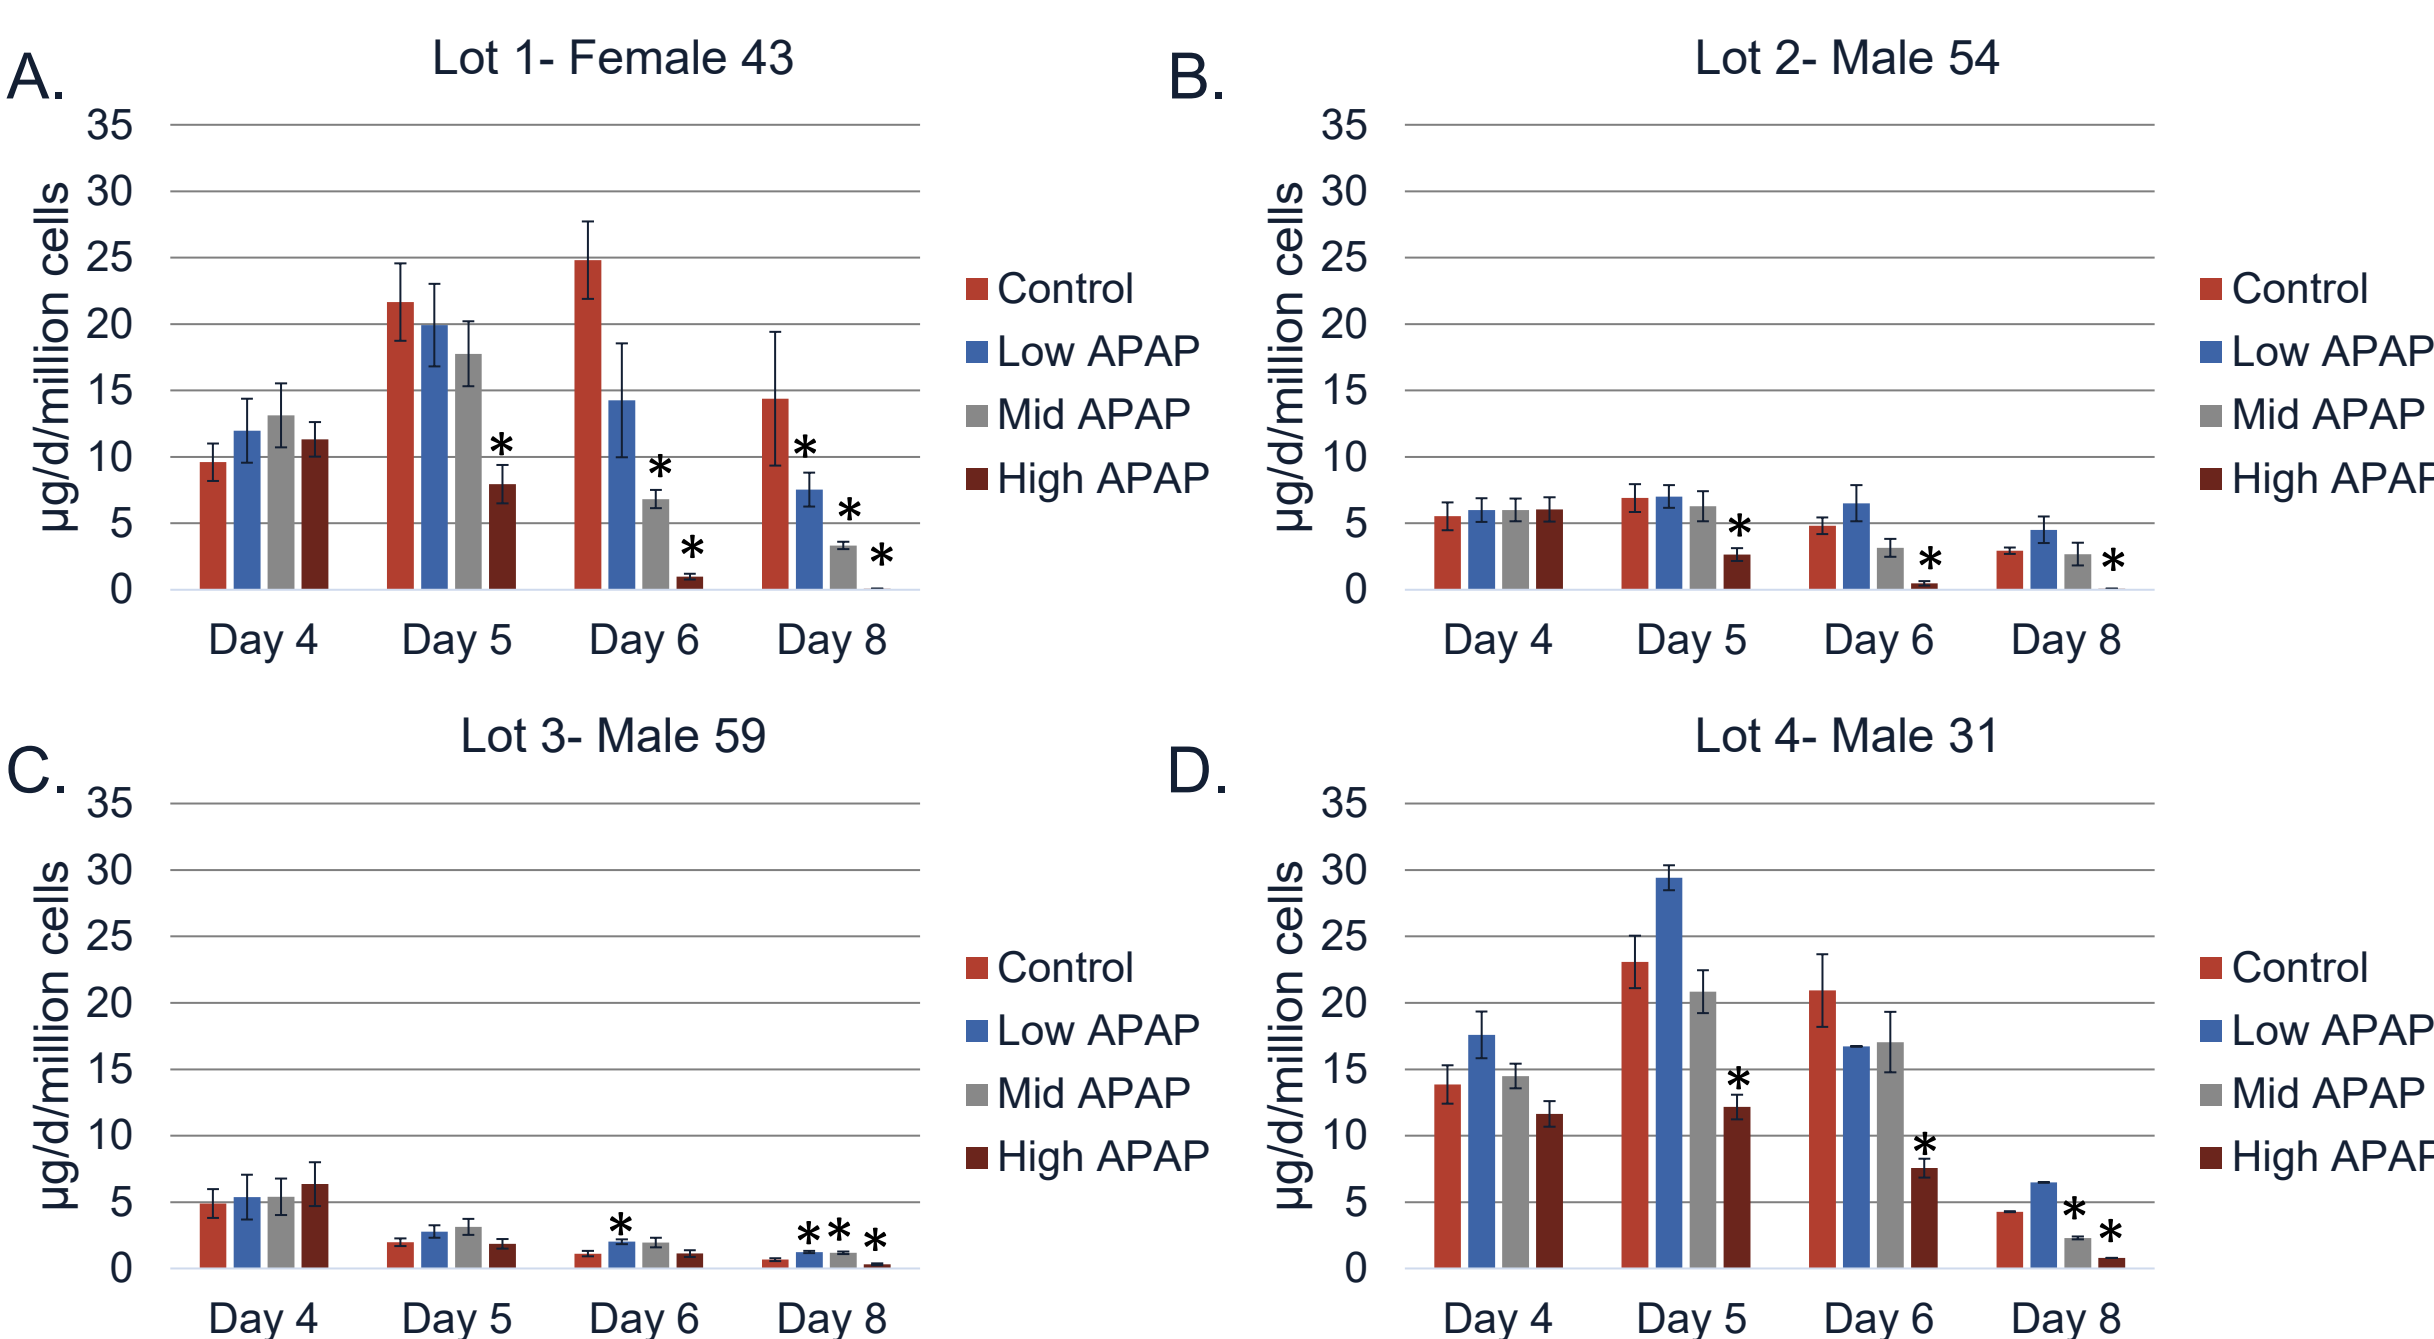 A.
Lot 1- Female 43
35
30
25
20
15
10
5
0
µg/d/million cells
*
*
*
*
*
*
Day 4 Day 5 Day 6 Day 8
Control
Low APAP
Mid APAP
High APAP
B.
Lot 2- Male 54
35
30
25
20
15
10
5
0
µg/d/million cells
*
*
*
Day 4 Day 5 Day 6 Day 8
Control
Low APAP
Mid APAP
High APAP
C.
Lot 3- Male 59
35
30
25
20
15
10
5
0
µg/d/million cells
*
*
*
*
Day 4 Day 5 Day 6 Day 8
Control
Low APAP
Mid APAP
High APAP
D.
Lot 4- Male 31
35
30
25
20
15
10
5
0
µg/d/million cells
*
*
*
*
Day 4 Day 5 Day 6 Day 8
Control
Low APAP
Mid APAP
High APAP